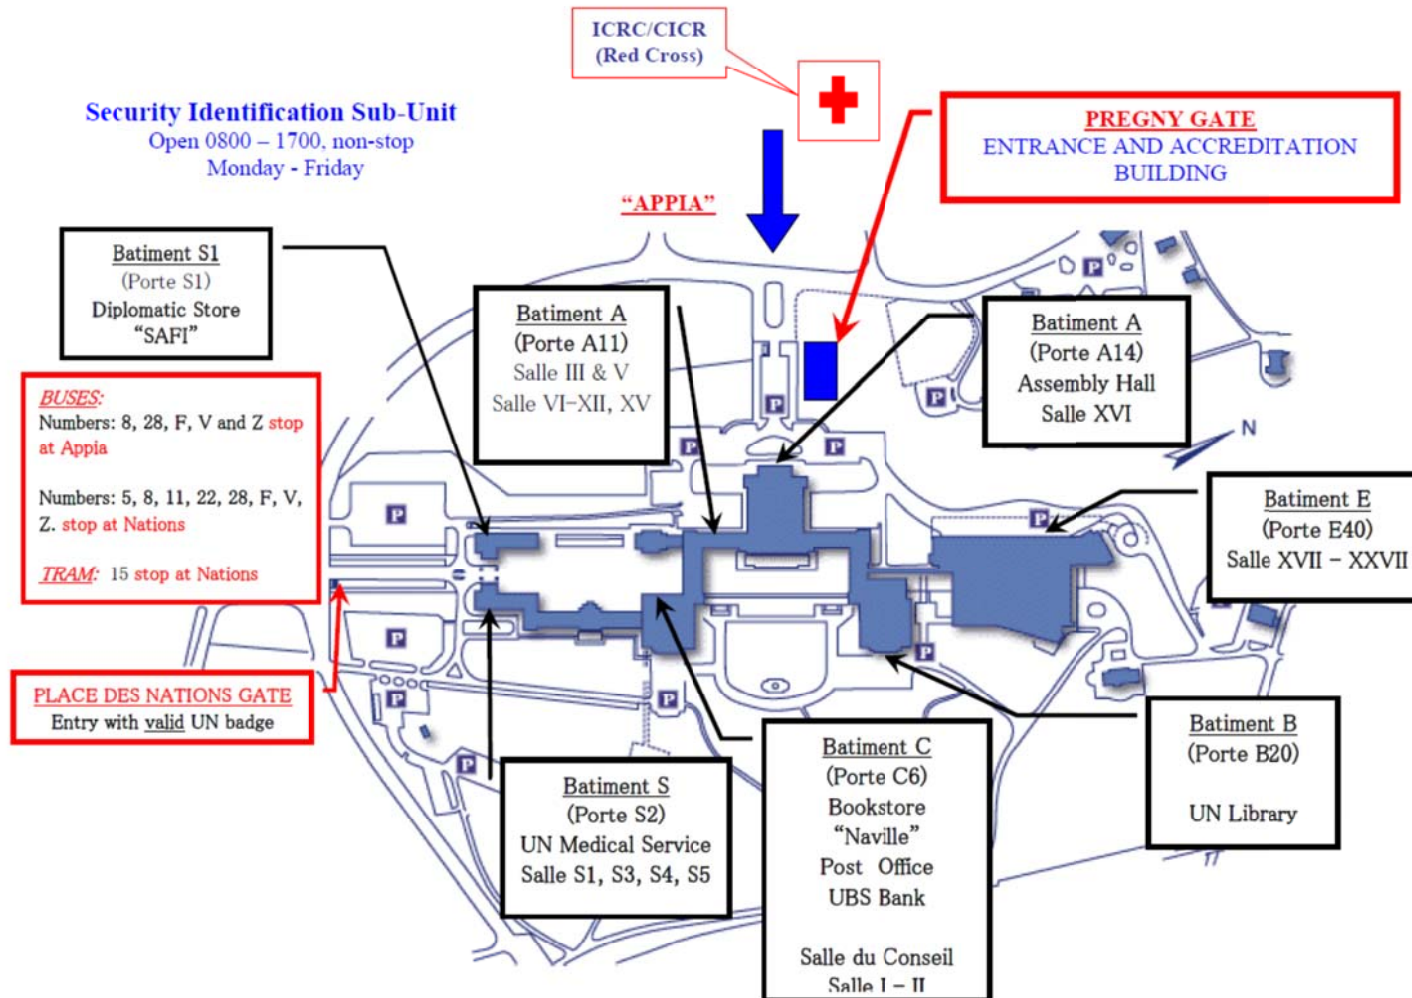 ICRC/CICR
(Red Cross)
Security Identification Sub-Unit
Open 0800 – 1700, non-stop
Monday - Friday
PREGNY GATE
ENTRANCE AND ACCREDITATION
BUILDING
“APPIA”
Batiment S1
(Porte S1)
Diplomatic Store
“SAFI”
Batiment A
(Porte A11)
Salle III & V
Salle VI-XII, XV
Batiment A
(Porte A14)
Assembly Hall
Salle XVI
BUSES:
Numbers: 8, 28, F, V and Z stop
at Appia
Numbers: 5, 8, 11, 22, 28, F, V,
Z. stop at Nations
TRAM: 15 stop at Nations
N
Batiment E
(Porte E40)
Salle XVII – XXVII
P
P
P
P
P
P
P
P
P
P
P
P
PLACE DES NATIONS GATE
Entry with valid UN badge
Batiment S
(Porte S2)
UN Medical Service
Salle S1, S3, S4, S5
Batiment C
(Porte C6)
Bookstore
“Naville”
Post Office
UBS Bank
Salle du Conseil
Salle I – II
Batiment B
(Porte B20)
UN Library